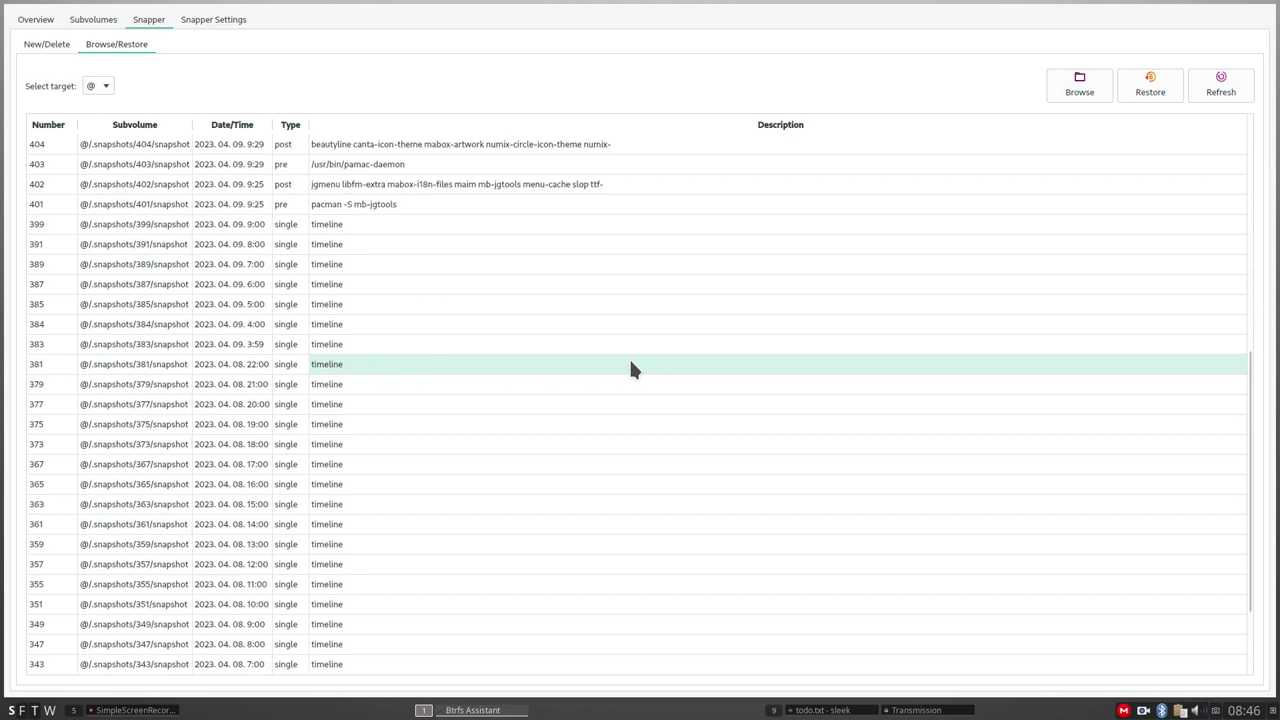 Overview Subvolumes Snapper Snapper Settings
New/Delete Browse/Restore
Select target: @ Browse Restore Refresh
Number Subvolume Date/Time Type Description
404 @/.snapshots/404/snapshot 2023. 04. 09. 9:29 post beautyline canta-icon-theme mabox-artwork numix-circle-icon-theme numix-
403 @/.snapshots/403/snapshot 2023. 04. 09. 9:29 pre /usr/bin/pamac-daemon
402 @/.snapshots/402/snapshot 2023. 04. 09. 9:25 post jgmenu libfm-extra mabox-i18n-files maim mb-jgtools menu-cache slop ttf-
401 @/.snapshots/401/snapshot 2023. 04. 09. 9:25 pre pacman -S mb-jgtools
399 @/.snapshots/399/snapshot 2023. 04. 09. 9:00 single timeline
391 @/.snapshots/391/snapshot 2023. 04. 09. 8:00 single timeline
389 @/.snapshots/389/snapshot 2023. 04. 09. 7:00 single timeline
387 @/.snapshots/387/snapshot 2023. 04. 09. 6:00 single timeline
385 @/.snapshots/385/snapshot 2023. 04. 09. 5:00 single timeline
384 @/.snapshots/384/snapshot 2023. 04. 09. 4:00 single timeline
383 @/.snapshots/383/snapshot 2023. 04. 09. 3:59 single timeline
381 @/.snapshots/381/snapshot 2023. 04. 08. 22:00 single timeline
379 @/.snapshots/379/snapshot 2023. 04. 08. 21:00 single timeline
377 @/.snapshots/377/snapshot 2023. 04. 08. 20:00 single timeline
375 @/.snapshots/375/snapshot 2023. 04. 08. 19:00 single timeline
373 @/.snapshots/373/snapshot 2023. 04. 08. 18:00 single timeline
367 @/.snapshots/367/snapshot 2023. 04. 08. 17:00 single timeline
365 @/.snapshots/365/snapshot 2023. 04. 08. 16:00 single timeline
363 @/.snapshots/363/snapshot 2023. 04. 08. 15:00 single timeline
361 @/.snapshots/361/snapshot 2023. 04. 08. 14:00 single timeline
359 @/.snapshots/359/snapshot 2023. 04. 08. 13:00 single timeline
357 @/.snapshots/357/snapshot 2023. 04. 08. 12:00 single timeline
355 @/.snapshots/355/snapshot 2023. 04. 08. 11:00 single timeline
351 @/.snapshots/351/snapshot 2023. 04. 08. 10:00 single timeline
349 @/.snapshots/349/snapshot 2023. 04. 08. 9:00 single timeline
347 @/.snapshots/347/snapshot 2023. 04. 08. 8:00 single timeline
343 @/.snapshots/343/snapshot 2023. 04. 08. 7:00 single timeline
S F T W 5 SimpleScreenRecor... 1 Btrfs Assistant 9 todo.txt - sleek Transmission M 08:46